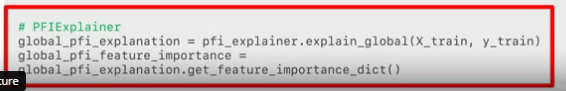 # PFIExplainer
global_pfi_explanation = pfi_explainer.explain_global(X_train, y_train)
global_pfi_feature_importance =
global_pfi_explanation.get_feature_importance_dict()
ture